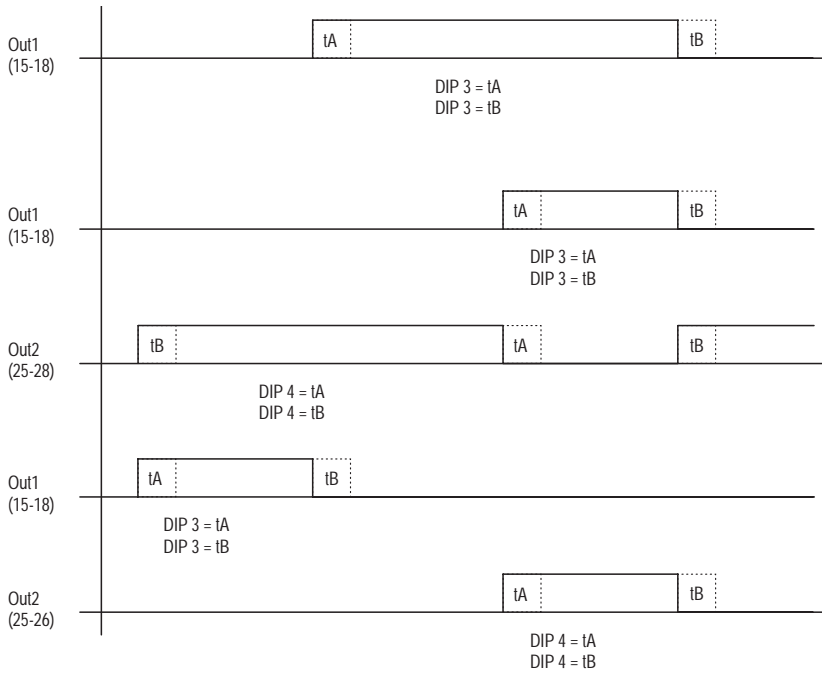 Out1
(15-18)
tA
tB
DIP 3 = tA
DIP 3 = tB
Out1
(15-18)
tA
tB
DIP 3 = tA
DIP 3 = tB
Out2
(25-28)
tB
tA
tB
DIP 4 = tA
DIP 4 = tB
Out1
(15-18)
tA
tB
DIP 3 = tA
DIP 3 = tB
Out2
(25-26)
tA
tB
DIP 4 = tA
DIP 4 = tB